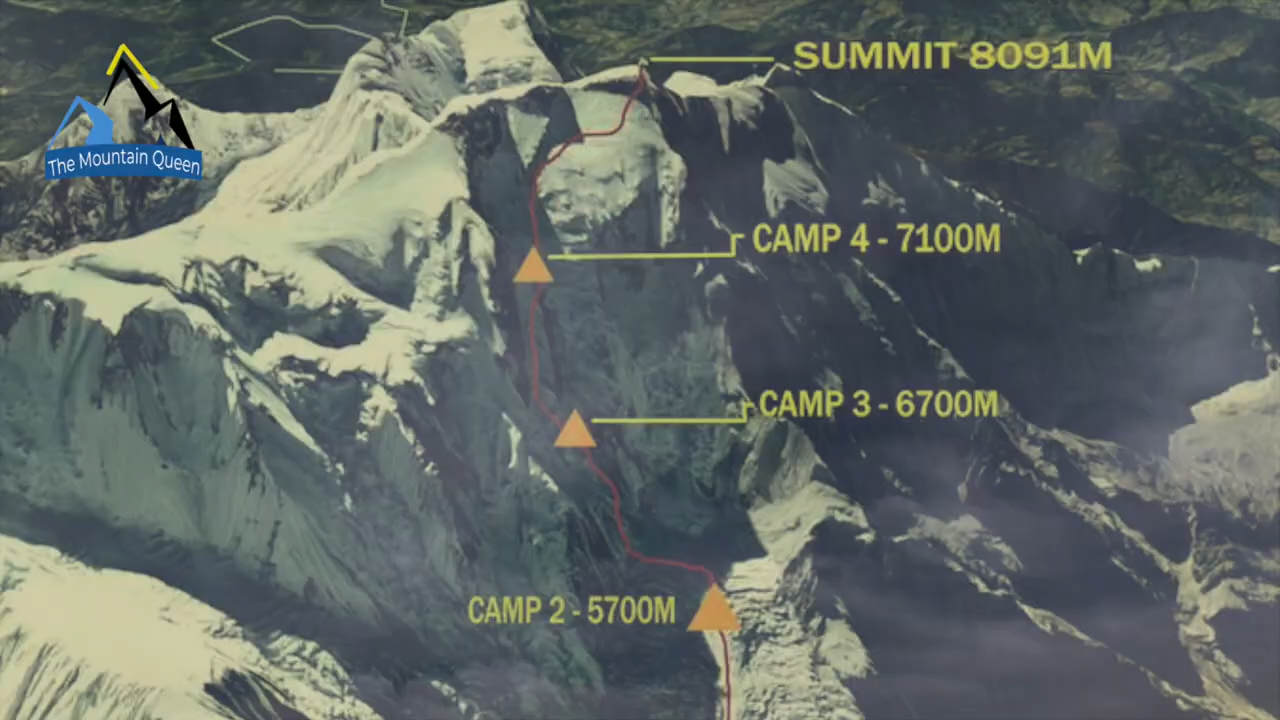 SUMMIT 8091M
The Mountain Queen
CAMP 4 - 7100M
CAMP 3 - 6700M
CAMP 2 - 5700M